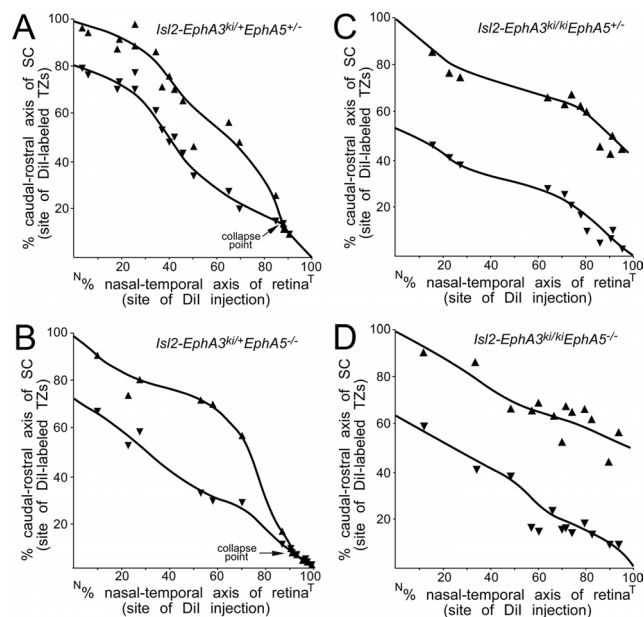 A
Isl2-EphA3ki/+EphA5+/-
% caudal-rostral axis of SC
(site of DiI-labeled TZs)
100
80
60
40
20
collapse
point
20 40 60 80 100
N% nasal-temporal axis of retinaT
(site of DiI injection)
C
Isl2-EphA3ki/kiEphA5+/-
% caudal-rostral axis of SC
(site of DiI-labeled TZs)
100
80
60
40
20
20 40 60 80 100
N% nasal-temporal axis of retinaT
(site of DiI injection)
B
Isl2-EphA3ki/+EphA5-/-
% caudal-rostral axis of SC
(site of DiI-labeled TZs)
100
80
60
40
20
collapse
point
20 40 60 80 100
N% nasal-temporal axis of retinaT
(site of DiI injection)
D
Isl2-EphA3ki/kiEphA5-/-
% caudal-rostral axis of SC
(site of DiI-labeled TZs)
100
80
60
40
20
20 40 60 80 100
N% nasal-temporal axis of retinaT
(site of DiI injection)